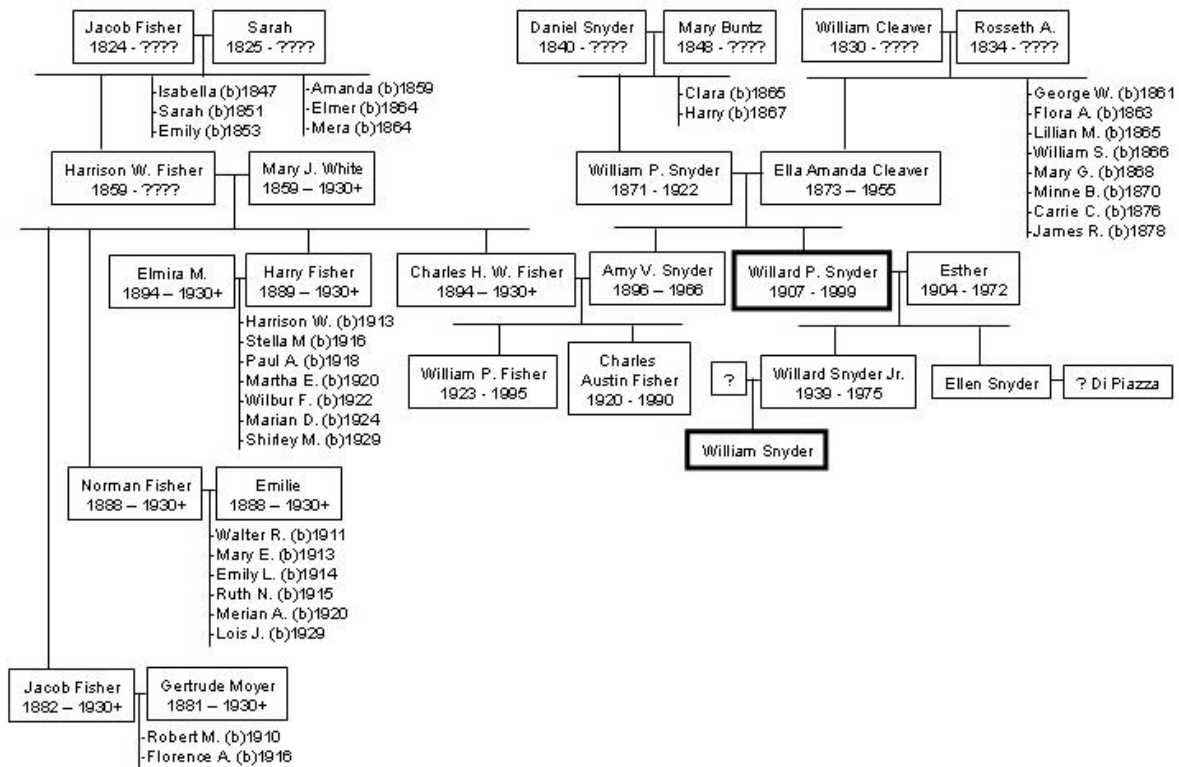 Jacob Fisher
1824 - ????
Sarah
1825 - ????
Daniel Snyder
1840 - ????
Mary Buntz
1848 - ????
William Cleaver
1830 - ????
Rosseth A.
1834 - ????
Isabella (b)1847
Sarah (b)1851
Emily (b)1853
Amanda (b)1859
Elmer (b)1864
Mera (b)1864
Clara (b)1865
Harry (b)1867
George W. (b)1861
Flora A. (b)1863
Lillian M. (b)1865
William S. (b)1866
Mary G. (b)1868
Minne B. (b)1870
Carrie C. (b)1876
James R. (b)1878
Harrison W. Fisher
1859 - ????
Mary J. White
1859 – 1930+
William P. Snyder
1871 - 1922
Ella Amanda Cleaver
1873 – 1955
Elmira M.
1894 – 1930+
Harry Fisher
1889 – 1930+
Charles H. W. Fisher
1894 – 1930+
Amy V. Snyder
1896 – 1966
Willard P. Snyder
1907 - 1999
Esther
1904 - 1972
Harrison W. (b)1913
Stella M (b)1916
Paul A. (b)1918
Martha E. (b)1920
Wilbur F. (b)1922
Marian D. (b)1924
Shirley M. (b)1929
William P. Fisher
1923 - 1995
Charles
Austin Fisher
1920 - 1990
?
Willard Snyder Jr.
1939 - 1975
Ellen Snyder
? Di Piazza
William Snyder
Norman Fisher
1888 – 1930+
Emilie
1888 – 1930+
Walter R. (b)1911
Mary E. (b)1913
Emily L. (b)1914
Ruth N. (b)1915
Merian A. (b)1920
Lois J. (b)1929
Jacob Fisher
1882 – 1930+
Gertrude Moyer
1881 – 1930+
Robert M. (b)1910
Florence A. (b)1916